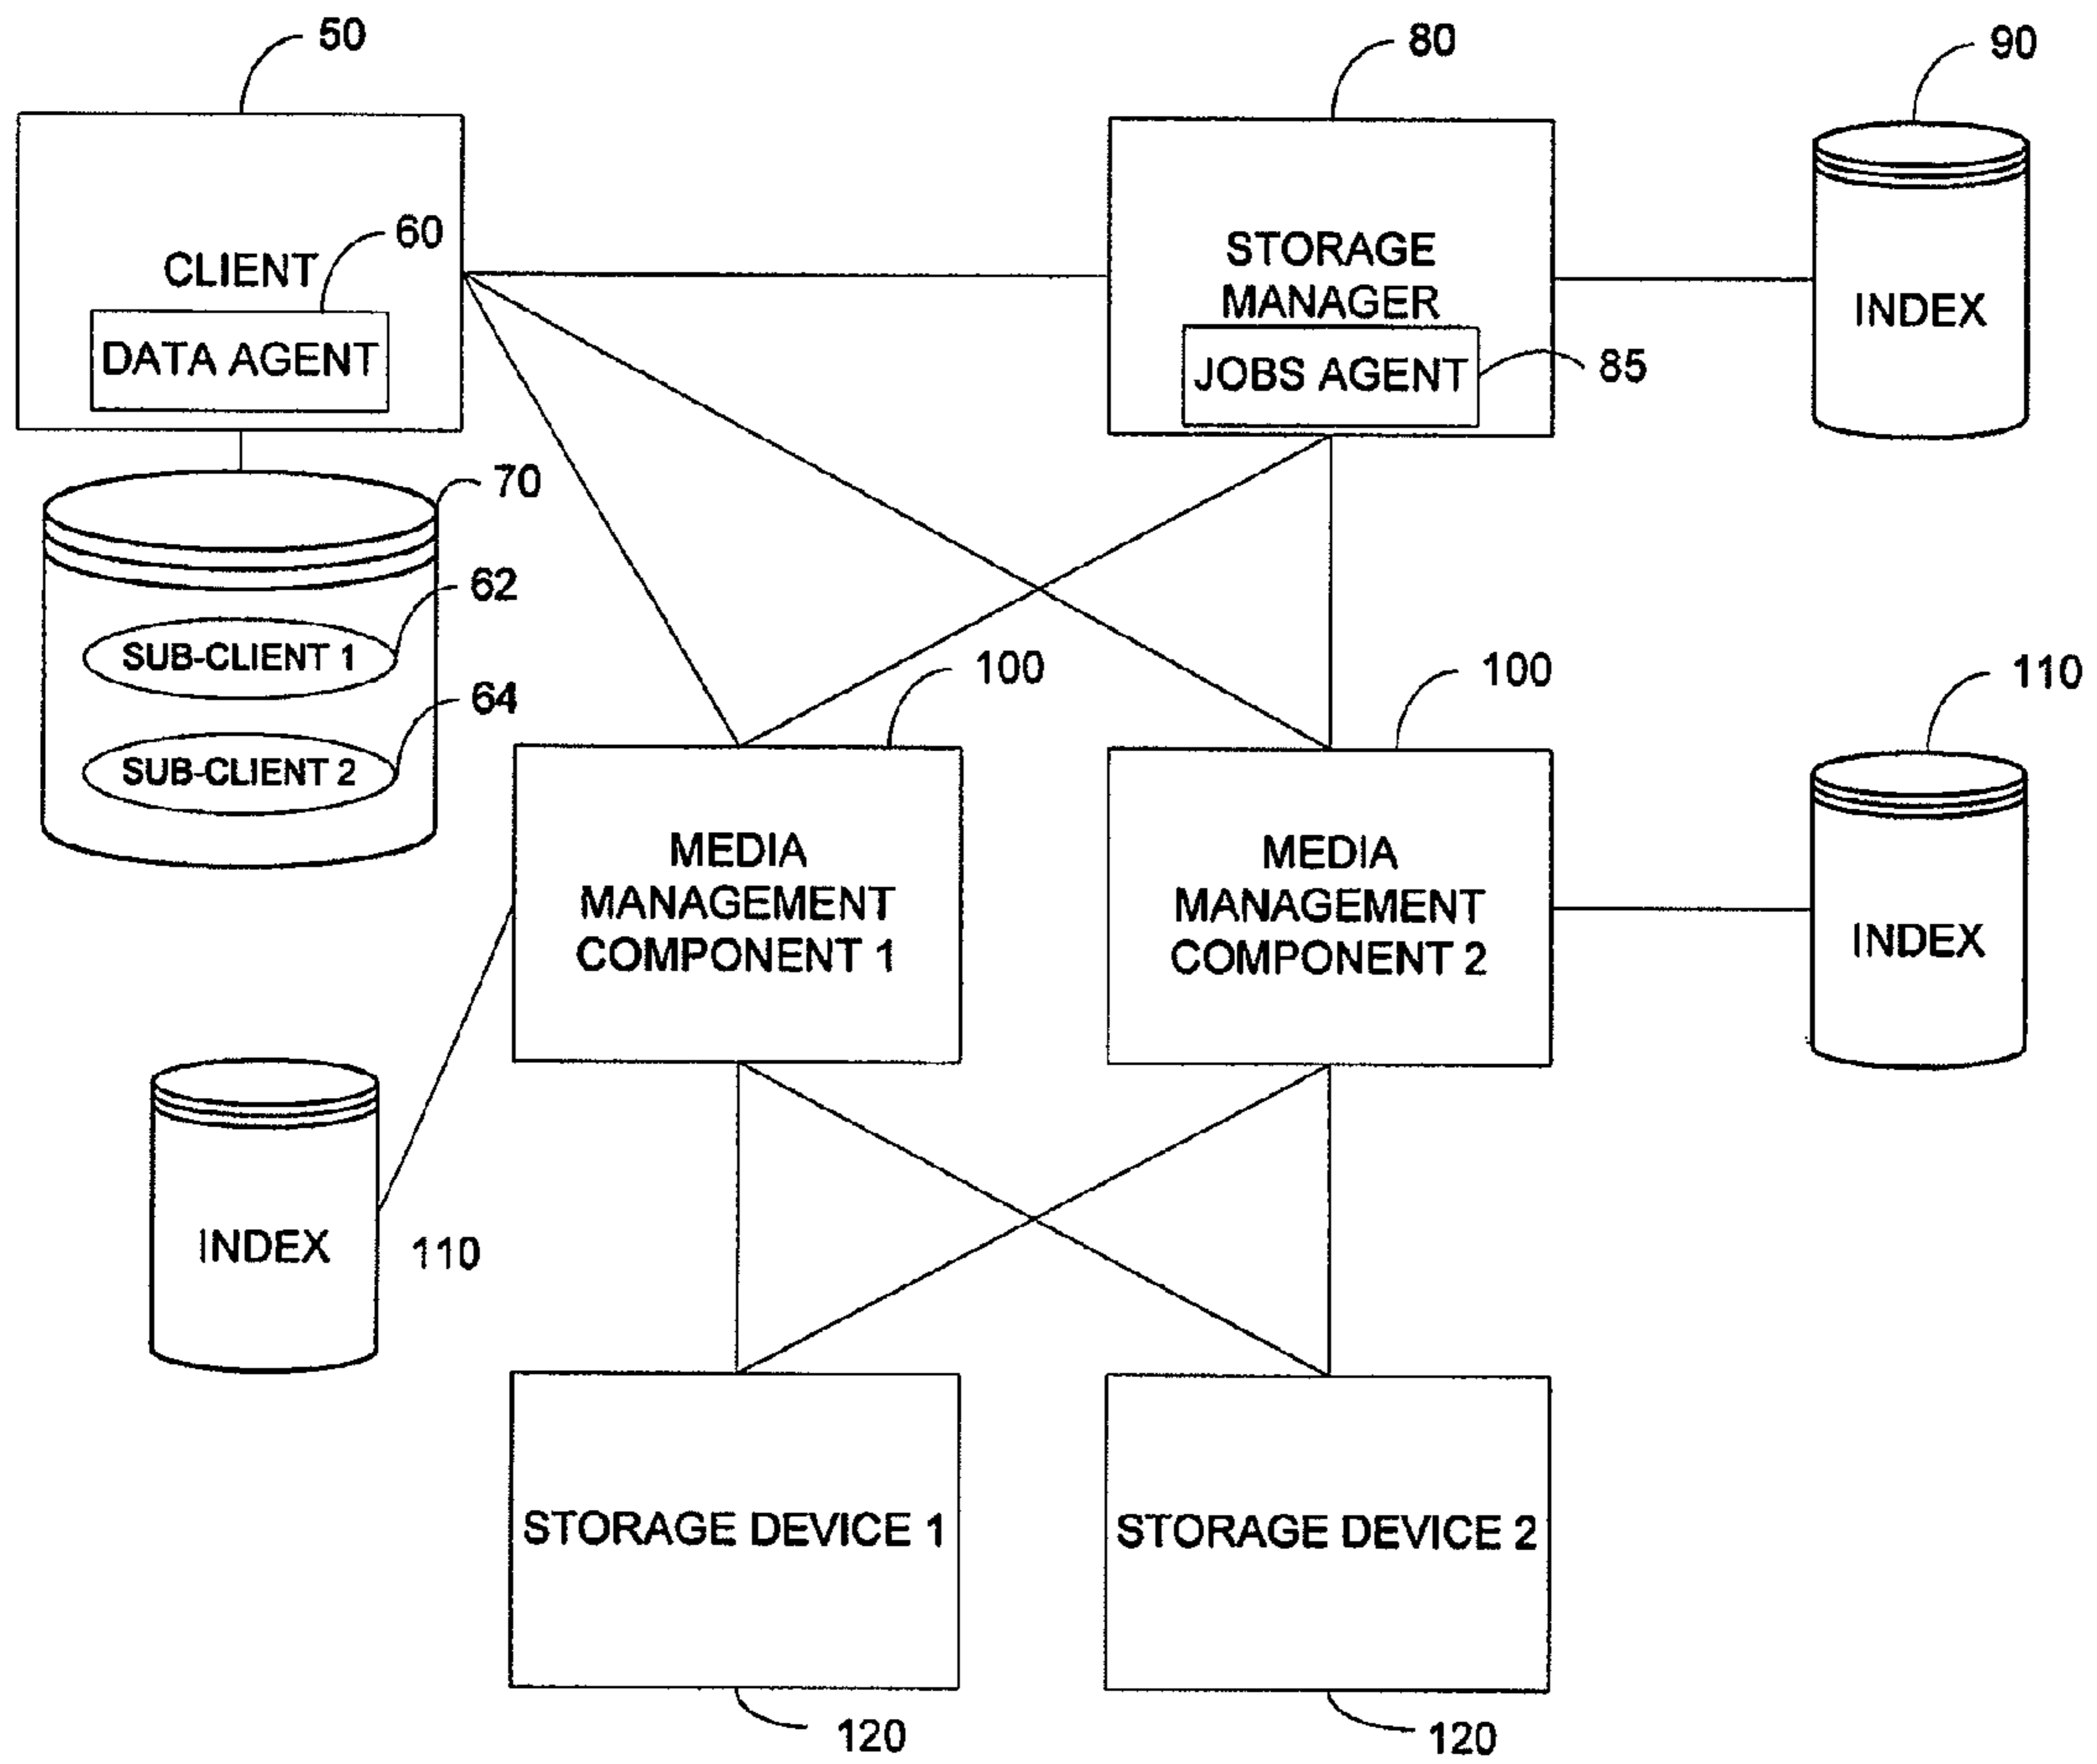 50
80
90
60
CLIENT
DATA AGENT
STORAGE
MANAGER
JOBS AGENT
85
INDEX
70
62
SUB-CLIENT 1
64
SUB-CLIENT 2
100
100
110
MEDIA
MANAGEMENT
COMPONENT 1
MEDIA
MANAGEMENT
COMPONENT 2
INDEX
INDEX
110
STORAGE DEVICE 1
STORAGE DEVICE 2
120
120